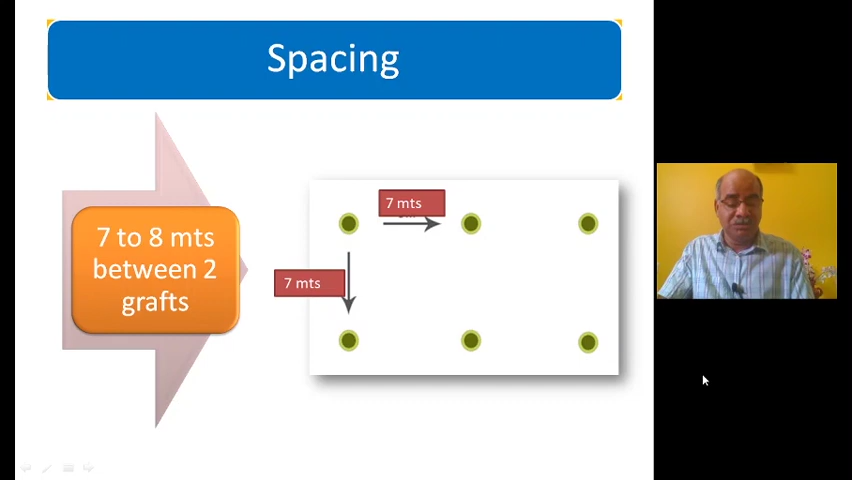 Spacing
7 to 8 mts
between 2
grafts
7 mts
7 mts